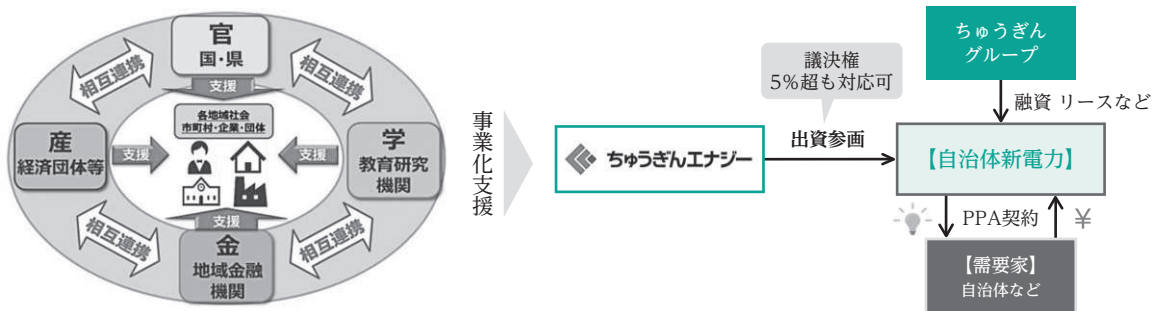 官
国・県
相互連携
相互連携
支援
各地域社会
市町村・企業・団体
産
経済団体等
支援
支援
学
教育研究
機関
相互連携
相互連携
支援
金
地域金融
機関
事業化支援
ちゅうぎんエナジー
議決権
5％超も対応可
出資参画
ちゅうぎん
グループ
融資 リースなど
【自治体新電力】
PPA契約
¥
【需要家】
自治体など